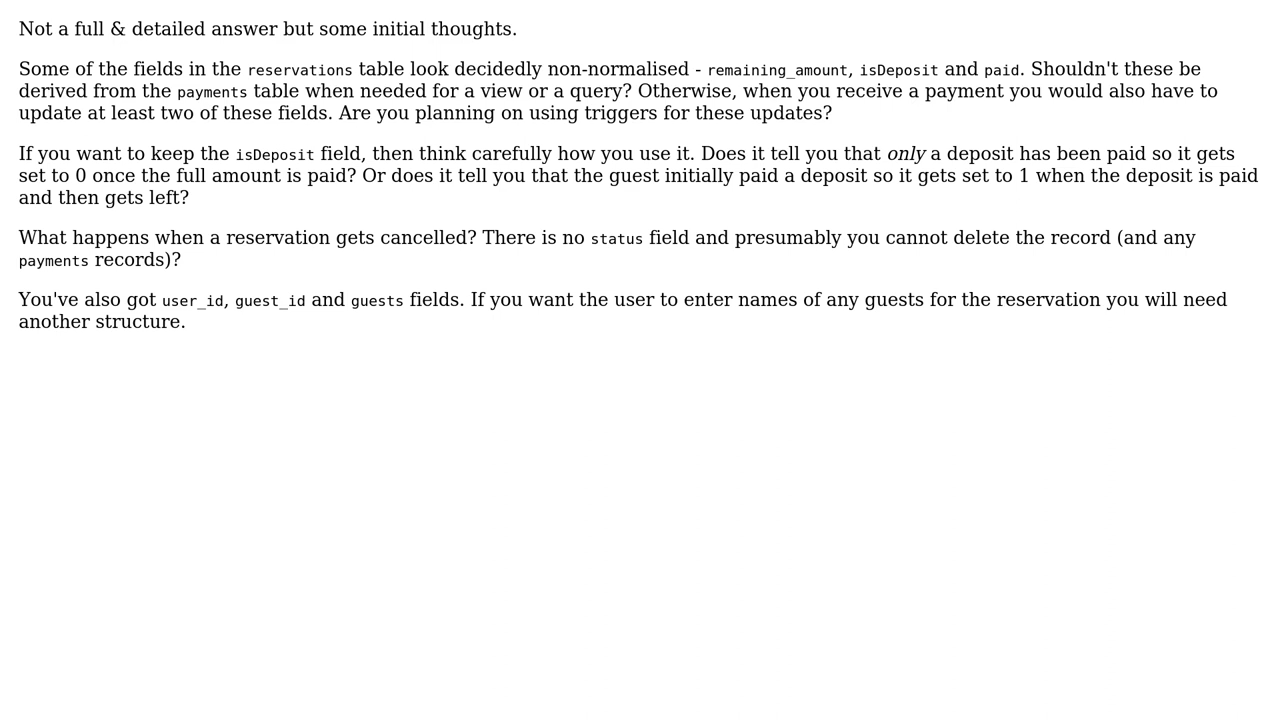 Not a full & detailed answer but some initial thoughts.
Some of the fields in the reservations table look decidedly non-normalised - remaining_amount, isDeposit and paid. Shouldn't these be
derived from the payments table when needed for a view or a query? Otherwise, when you receive a payment you would also have to
update at least two of these fields. Are you planning on using triggers for these updates?
If you want to keep the isDeposit field, then think carefully how you use it. Does it tell you that only a deposit has been paid so it gets
set to 0 once the full amount is paid? Or does it tell you that the guest initially paid a deposit so it gets set to 1 when the deposit is paid
and then gets left?
What happens when a reservation gets cancelled? There is no status field and presumably you cannot delete the record (and any
payments records)?
You've also got user_id, guest_id and guests fields. If you want the user to enter names of any guests for the reservation you will need
another structure.